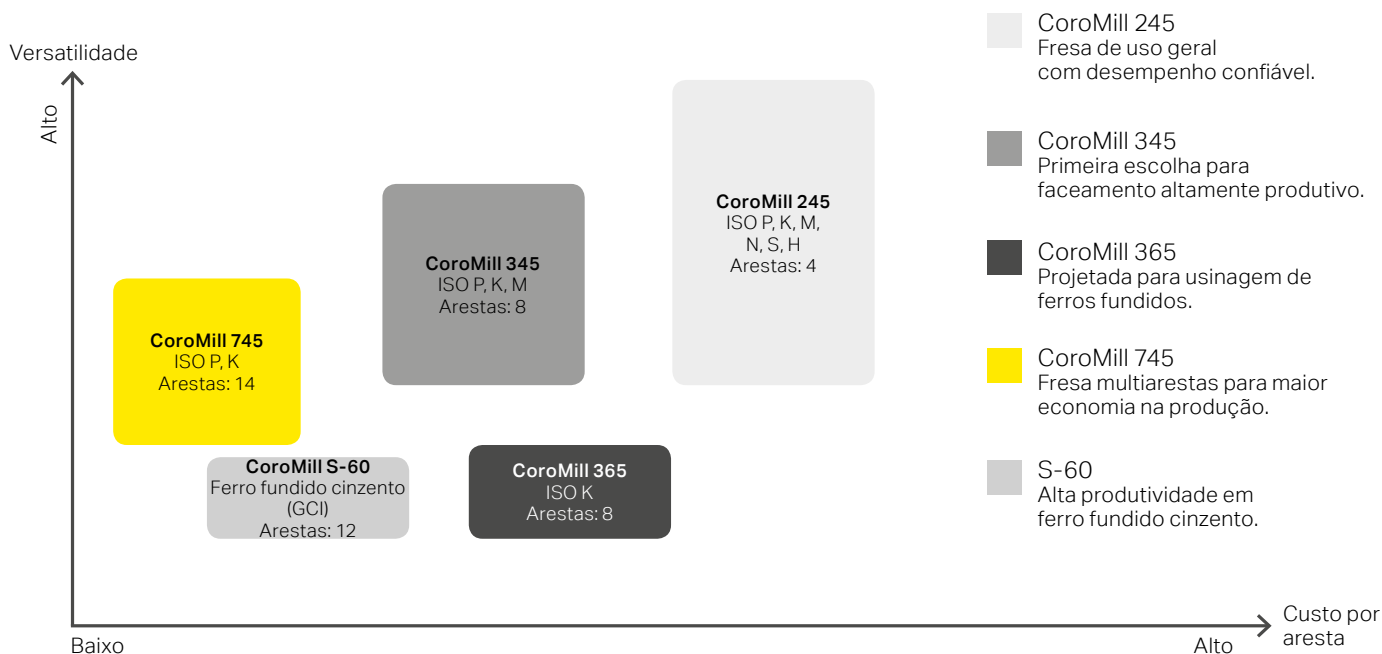 Versatilidade
Alto
CoroMill 245
ISO P, K, M,
N, S, H
Arestas: 4
CoroMill 345
ISO P, K, M
Arestas: 8
CoroMill 745
ISO P, K
Arestas: 14
CoroMill S-60
Ferro fundido cinzento
(GCI)
Arestas: 12
CoroMill 365
ISO K
Arestas: 8
Baixo
Alto
Custo por
aresta
CoroMill 245
Fresa de uso geral
com desempenho confiável.
CoroMill 345
Primeira escolha para
faceamento altamente produtivo.
CoroMill 365
Projetada para usinagem de
ferros fundidos.
CoroMill 745
Fresa multiarestas para maior
economia na produção.
S-60
Alta produtividade em
ferro fundido cinzento.